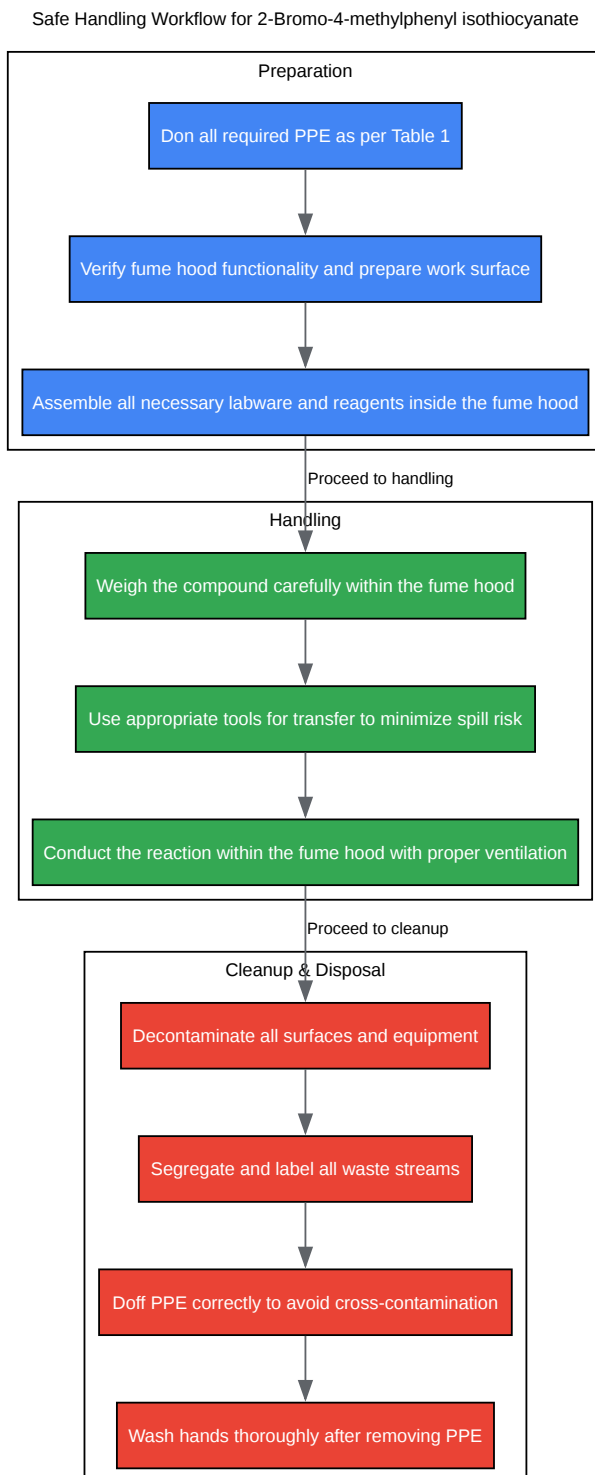 Safe Handling Workflow for 2-Bromo-4-methylphenyl isothiocyanate
Preparation
Don all required PPE as per Table 1
Verify fume hood functionality and prepare work surface
Assemble all necessary labware and reagents inside the fume hood
Proceed to handling
Handling
Weigh the compound carefully within the fume hood
Use appropriate tools for transfer to minimize spill risk
Conduct the reaction within the fume hood with proper ventilation
Proceed to cleanup
Cleanup & Disposal
Decontaminate all surfaces and equipment
Segregate and label all waste streams
Doff PPE correctly to avoid cross-contamination
Wash hands thoroughly after removing PPE